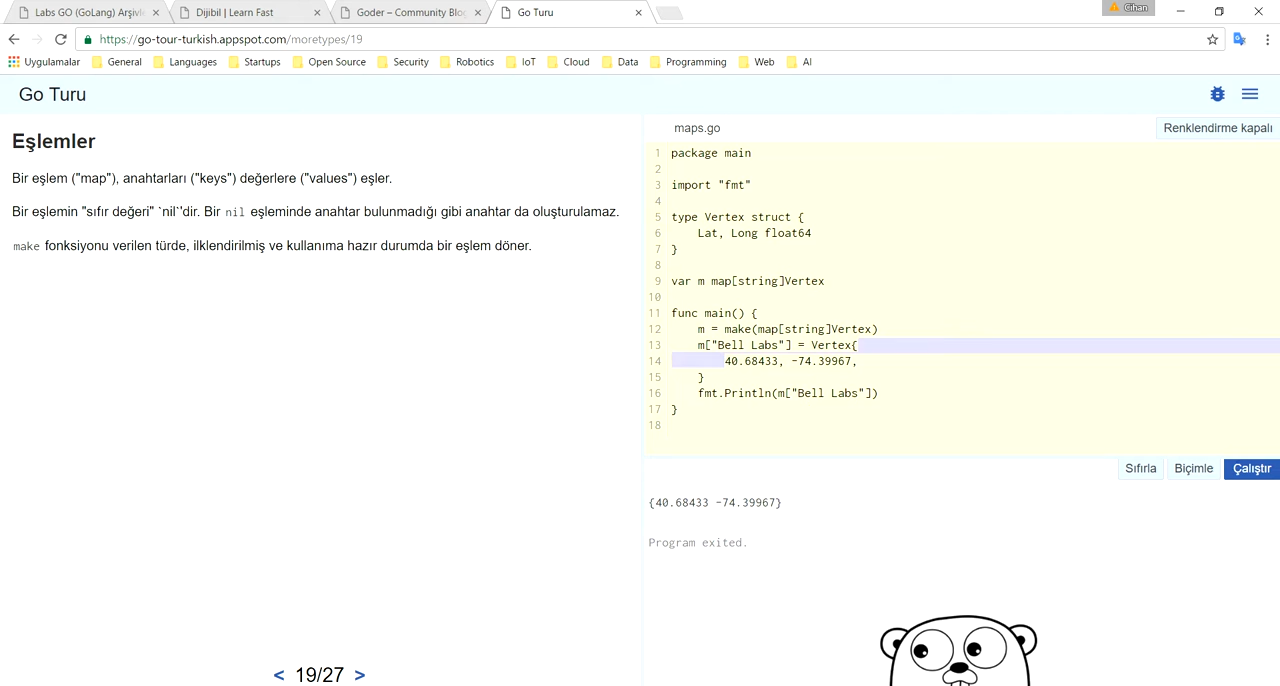 Labs GO (GoLang) Arşivle
Dijibil | Learn Fast
Goder – Community Blog
Go Turu
Cihan
https://go-tour-turkish.appspot.com/moretypes/19
Uygulamalar
General
Languages
Startups
Open Source
Security
Robotics
IoT
Cloud
Data
Programming
Web
AI
Go Turu
Eşlemler
Bir eşlem ("map"), anahtarları ("keys") değerlere ("values") eşler.
Bir eşlemin "sıfır değeri" `nil`'dir. Bir nil eşleminde anahtar bulunmadığı gibi anahtar da oluşturulamaz.
make fonksiyonu verilen türde, ilklendirilmiş ve kullanıma hazır durumda bir eşlem döner.
< 19/27 >
maps.go
Renklendirme kapalı
1 package main
2
3 import "fmt"
4
5 type Vertex struct {
6 Lat, Long float64
7 }
8
9 var m map[string]Vertex
10
11 func main() {
12 m = make(map[string]Vertex)
13 m["Bell Labs"] = Vertex{
14 40.68433, -74.39967,
15 }
16 fmt.Println(m["Bell Labs"])
17 }
18
Sıfırla
Biçimle
Çalıştır
{40.68433 -74.39967}
Program exited.